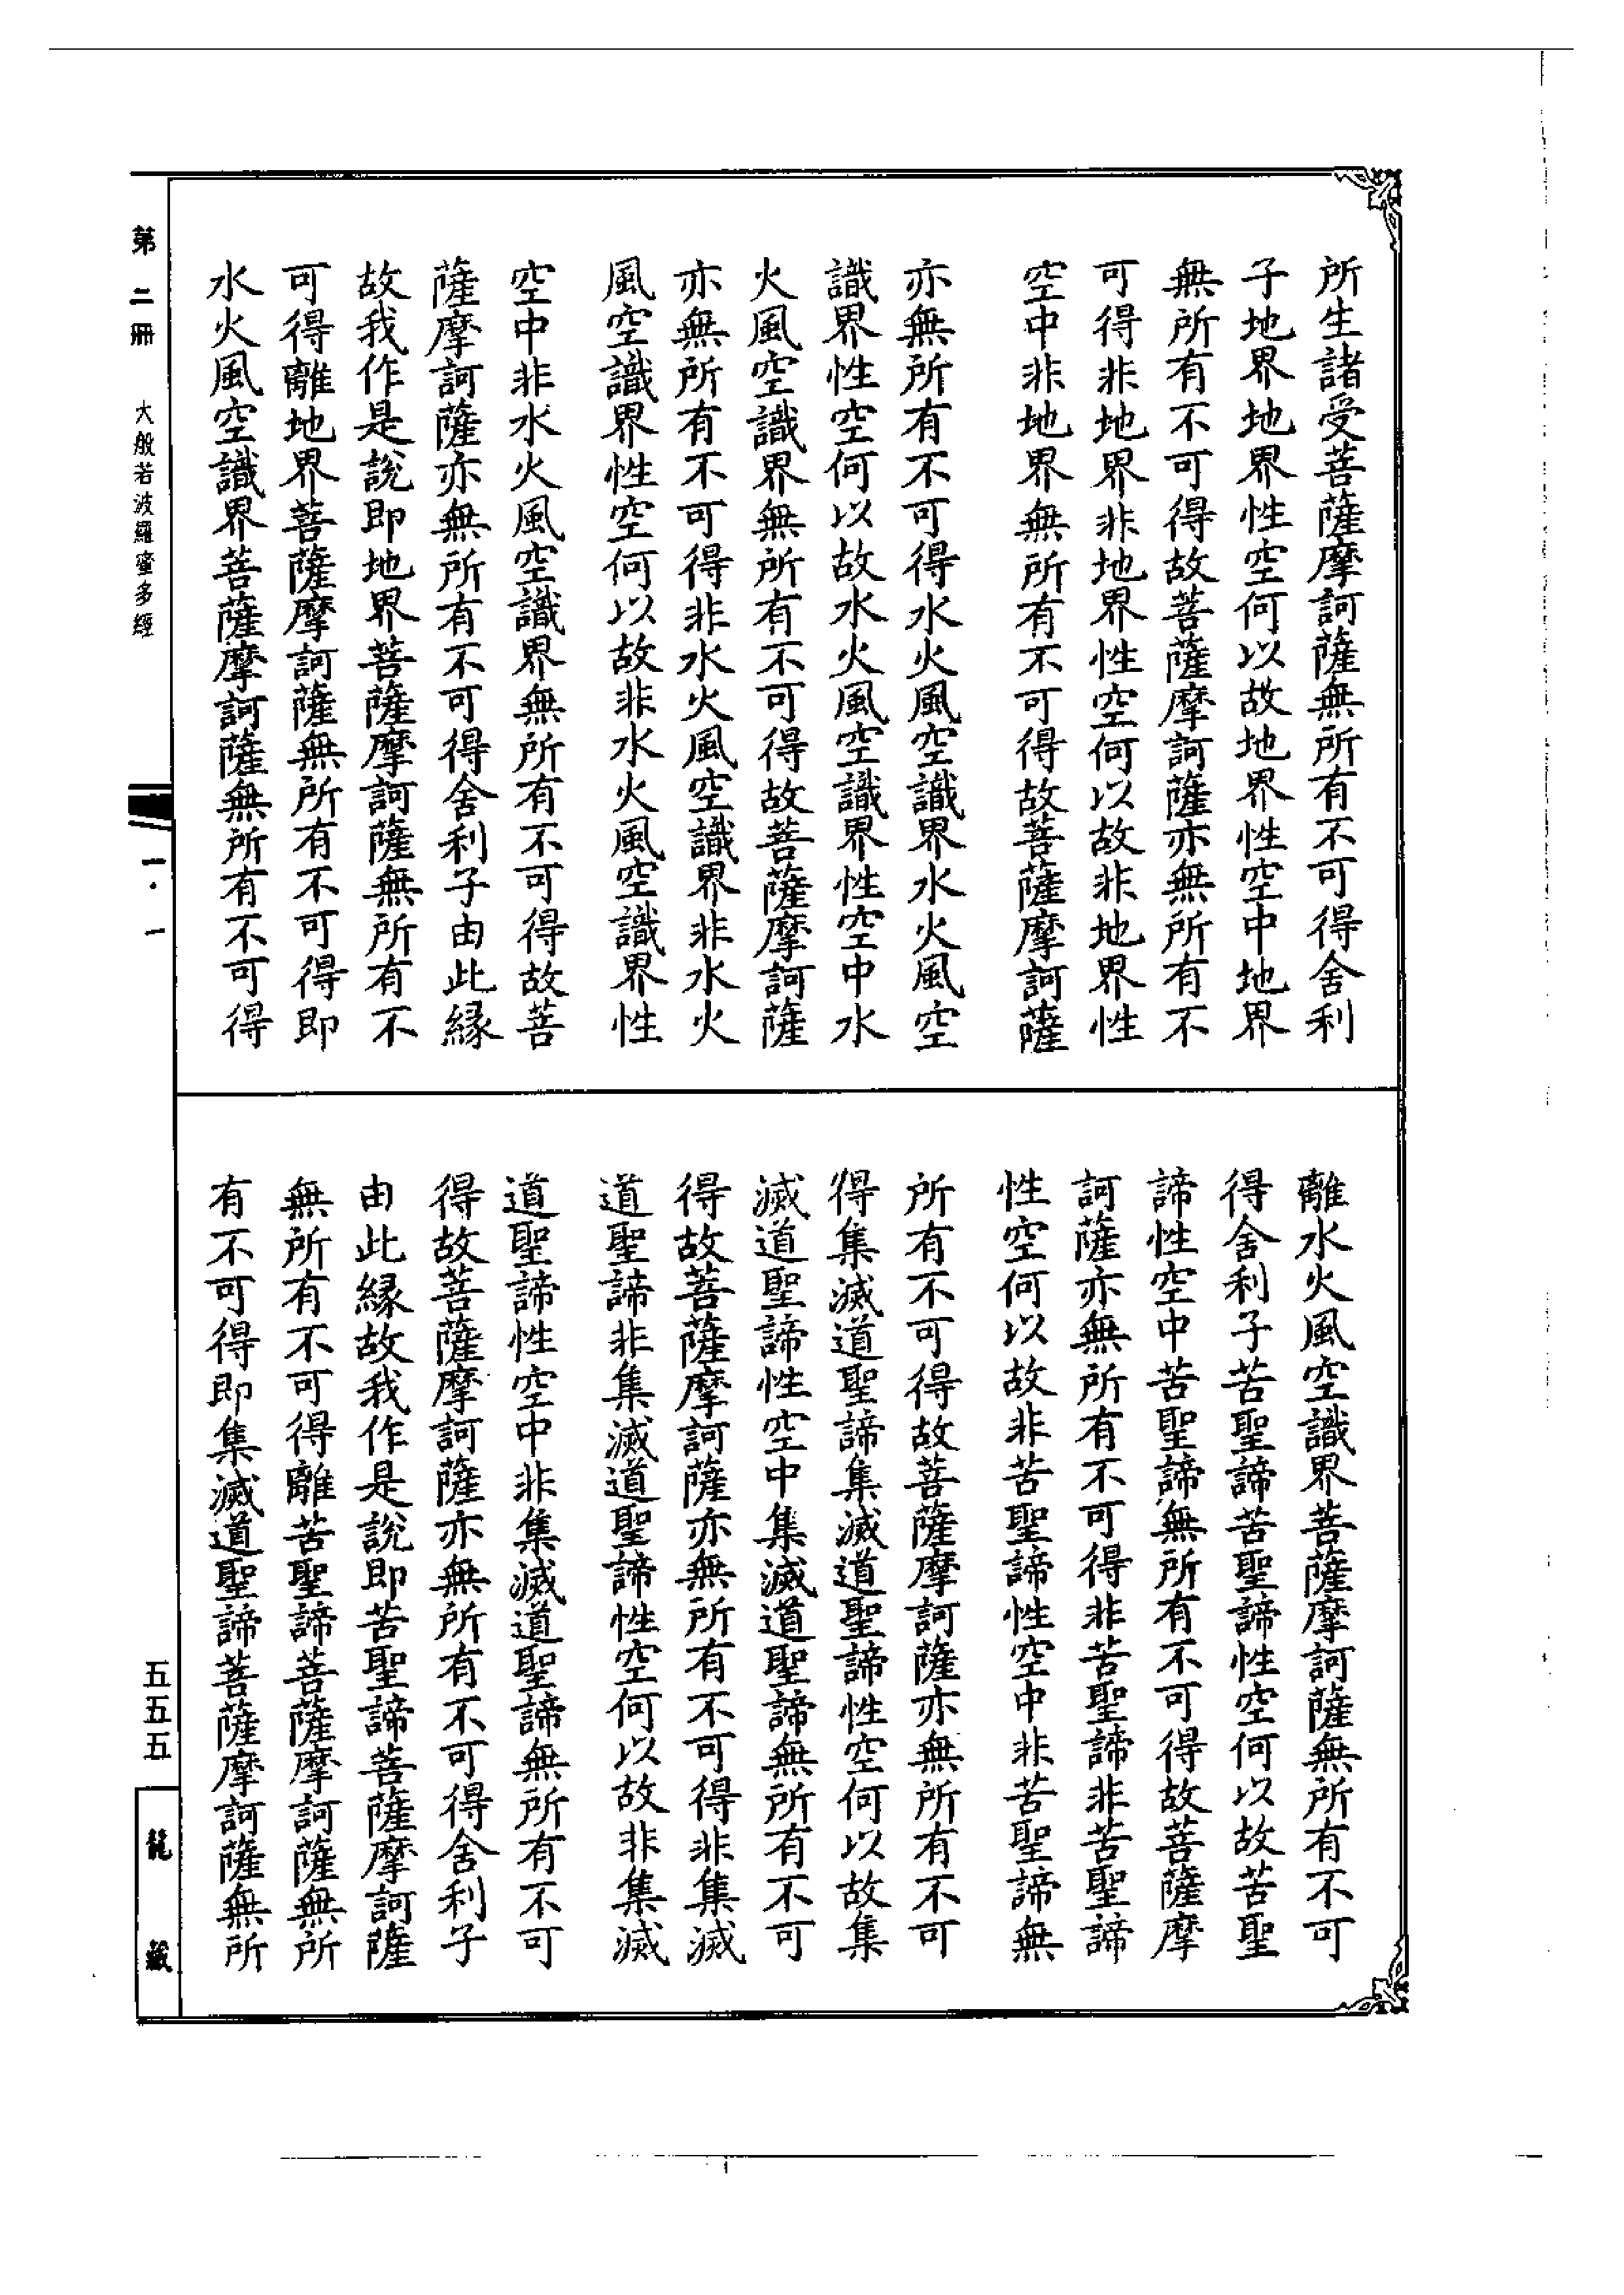 所生諸受菩薩摩訶薩無所有不可得舍利
子地界地界性空何以故地界性空中地界
無所有不可得故菩薩摩訶薩亦無所有不
可得非地界非地界性空何以故非地界性
空中非地界無所有不可得故菩薩摩訶薩
亦無所有不可得水火風空識界水火風空
識界性空何以故水火風空識界性空中水
火風空識界無所有不可得故菩薩摩訶薩
亦無所有不可得非水火風空識界非水火
風空識界性空何以故非水火風空識界性
空中非水火風空識界無所有不可得故菩
薩摩訶薩亦無所有不可得舍利子由此緣
故我作是說即地界菩薩摩訶薩無所有不
可得離地界菩薩摩訶薩無所有不可得即
水火風空識界菩薩摩訶薩無所有不可得
離水火風空識界菩薩摩訶薩無所有不可
得舍利子苦聖諦苦聖諦性空何以故苦聖
諦性空中苦聖諦無所有不可得故菩薩摩
訶薩亦無所有不可得非苦聖諦非苦聖諦
性空何以故非苦聖諦性空中非苦聖諦無
所有不可得故菩薩摩訶薩亦無所有不可
得集滅道聖諦集滅道聖諦性空何以故集
滅道聖諦性空中集滅道聖諦無所有不可
得故菩薩摩訶薩亦無所有不可得非集滅
道聖諦非集滅道聖諦性空何以故非集滅
道聖諦性空中非集滅道聖諦無所有不可
得故菩薩摩訶薩亦無所有不可得舍利子
由此緣故我作是說即苦聖諦菩薩摩訶薩
無所有不可得離苦聖諦菩薩摩訶薩無所
有不可得即集滅道聖諦菩薩摩訶薩無所
第二冊 大般若波羅蜜多經
一·一
五五五
龍藏